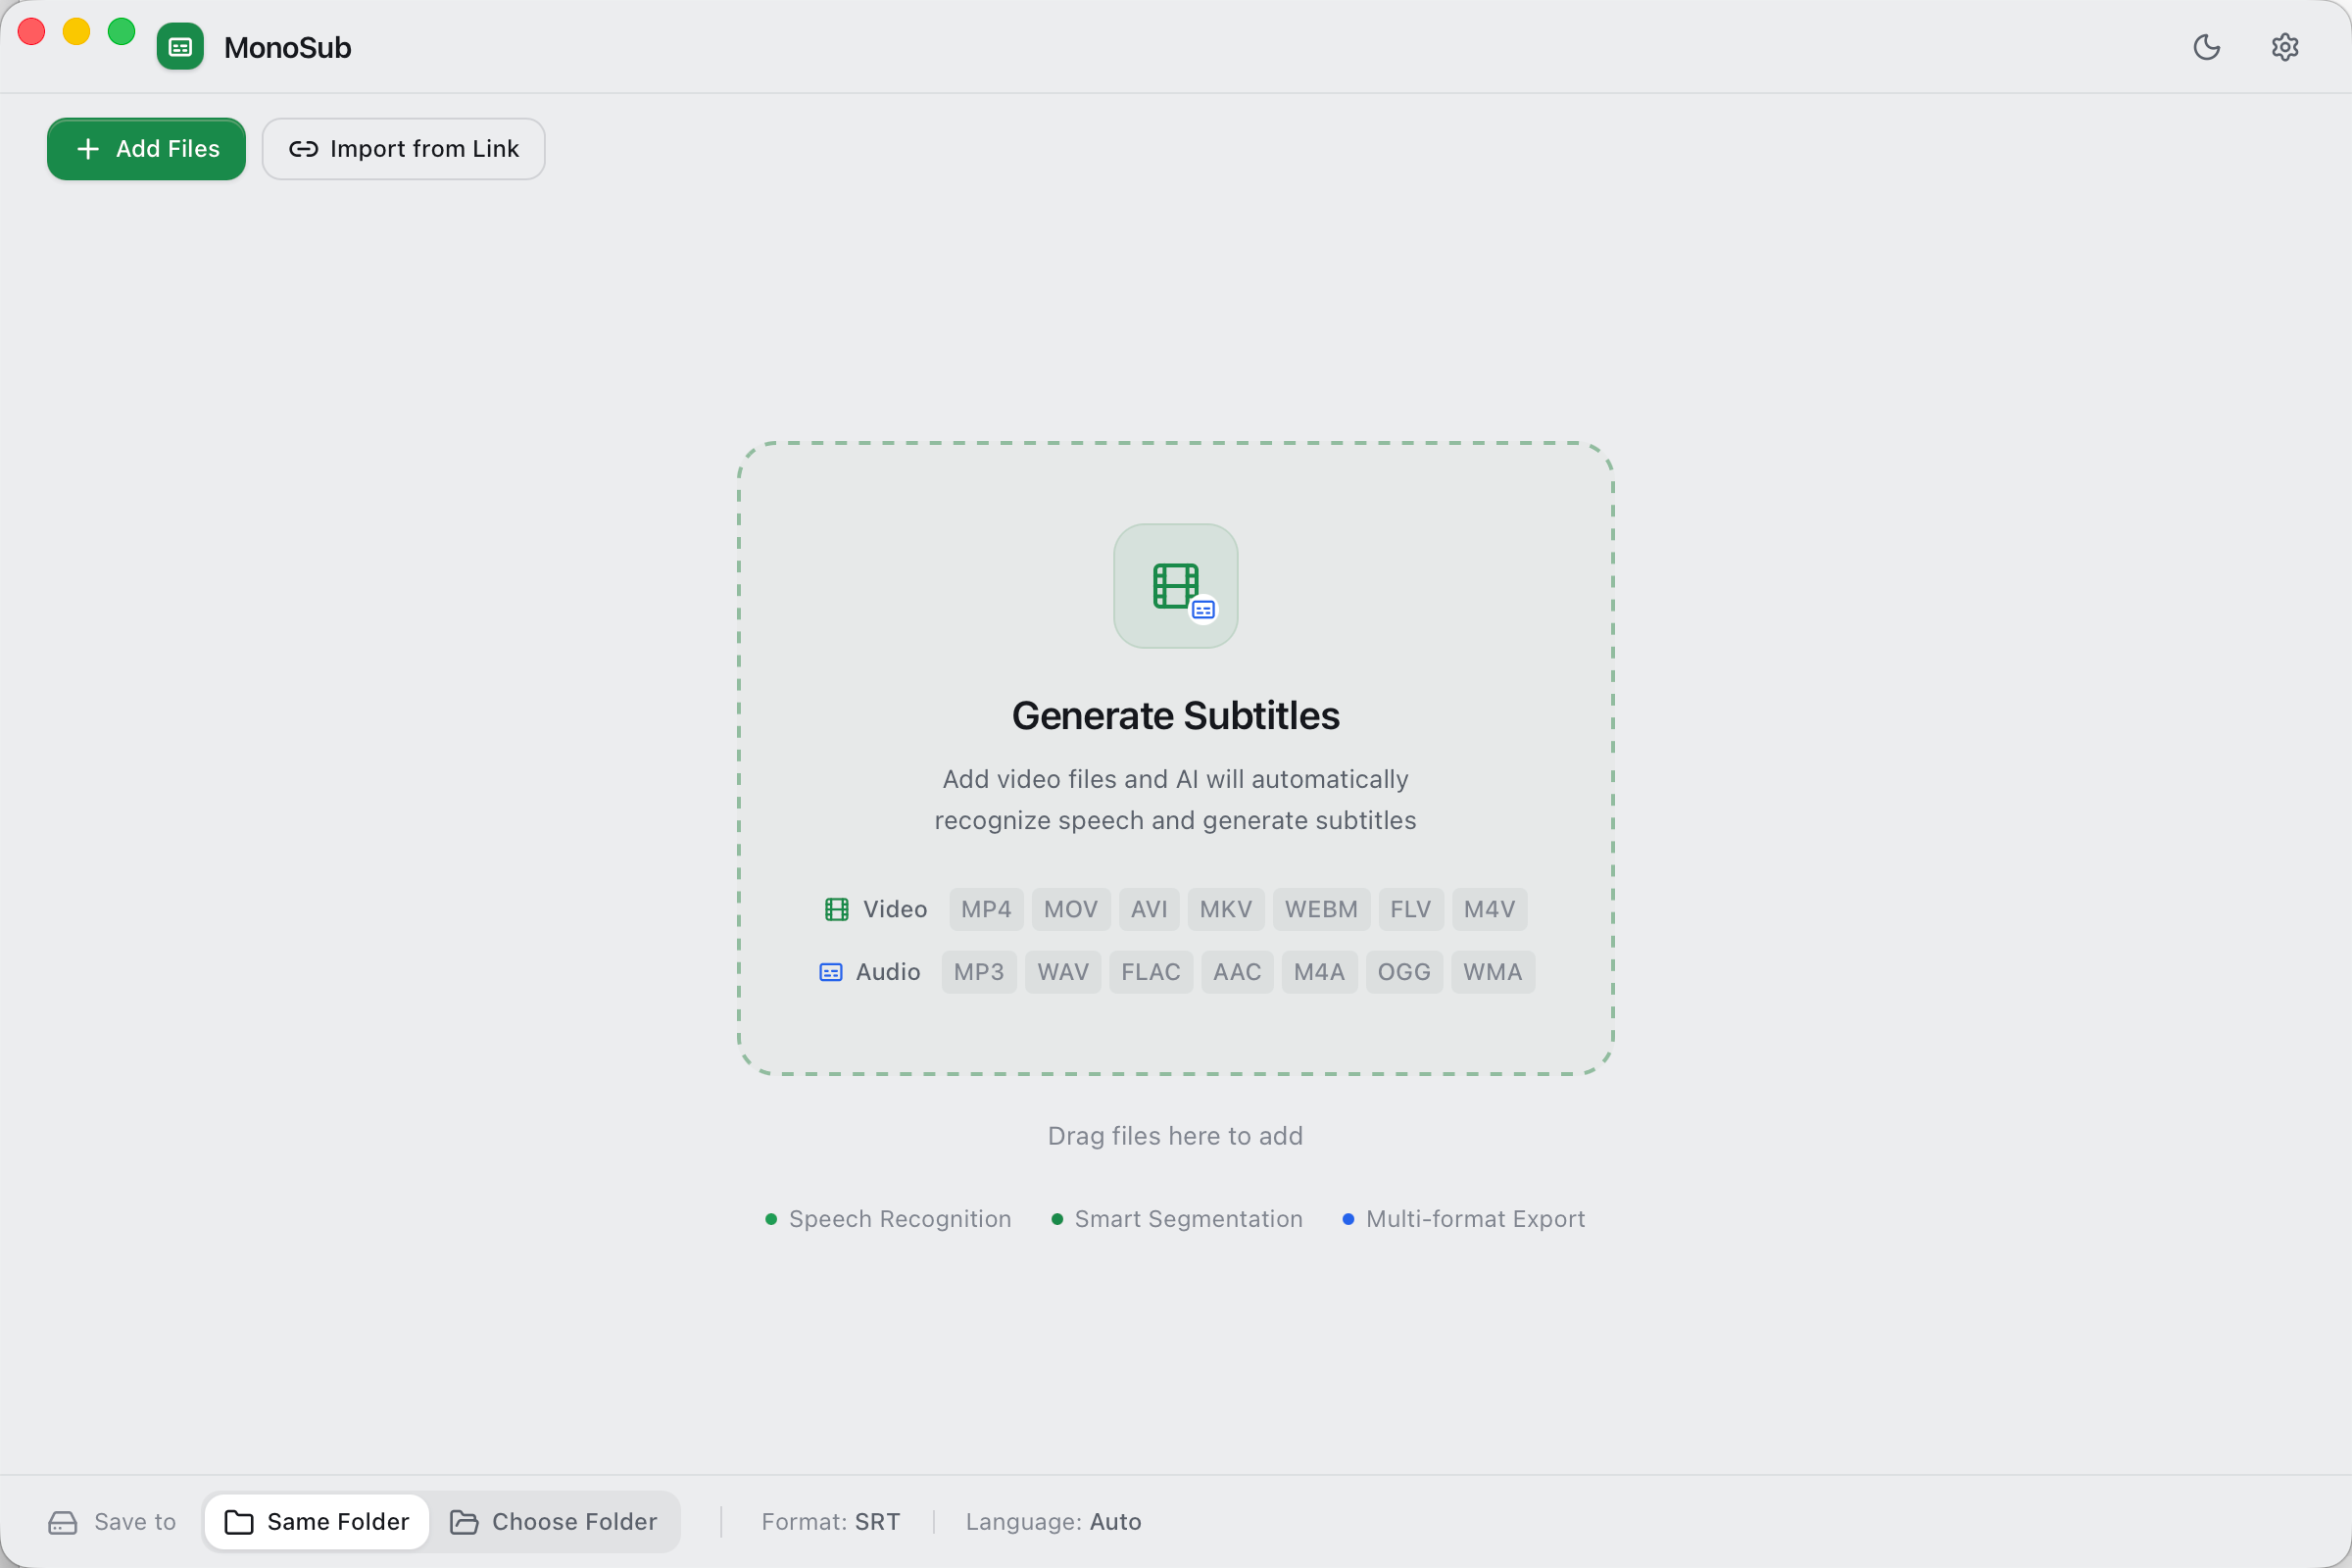 MonoSub
Add Files
Import from Link
Generate Subtitles
Add video files and AI will automatically
recognize speech and generate subtitles
Video MP4 MOV AVI MKV WEBM FLV M4V
Audio MP3 WAV FLAC AAC M4A OGG WMA
Drag files here to add
Speech Recognition Smart Segmentation Multi-format Export
Save to Same Folder Choose Folder Format: SRT Language: Auto